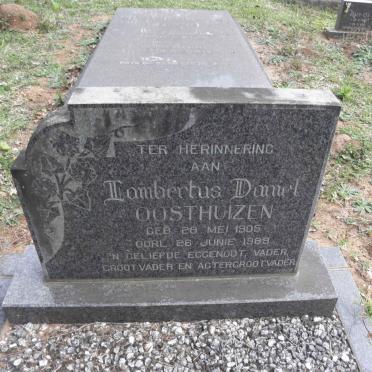 TER HERINNERING
AAN
Lambertus Daniel
OOSTHUIZEN
GEB. 28 MEI 1905
OORL. 26 JUNIE 1989
'N GELIEFDE EGGENOOT, VADER,
GROOTVADER EN AGTERGROOTVADER